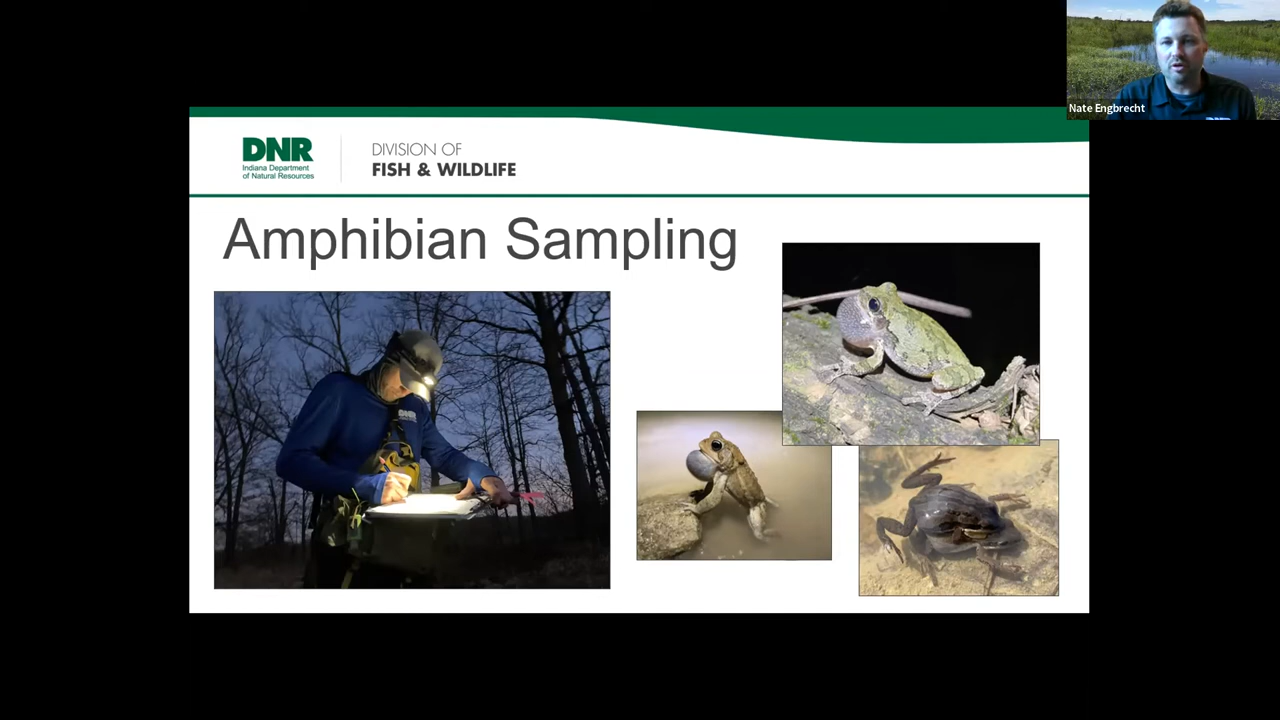 Nate Engbrecht
DNR
Indiana Department
of Natural Resources
DIVISION OF
FISH & WILDLIFE
Amphibian Sampling